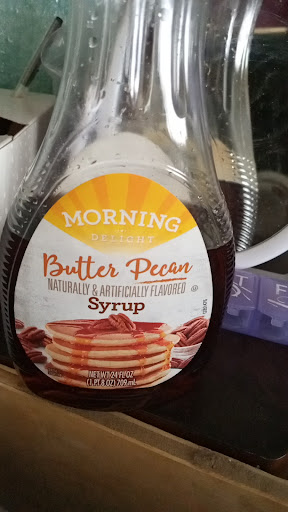 MORNING
DELIGHT
Butter Pecan
NATURALLY & ARTIFICIALLY FLAVORED
Syrup
NET WT 24 FL OZ
(1 PT, 8 OZ) 709 mL
T
F